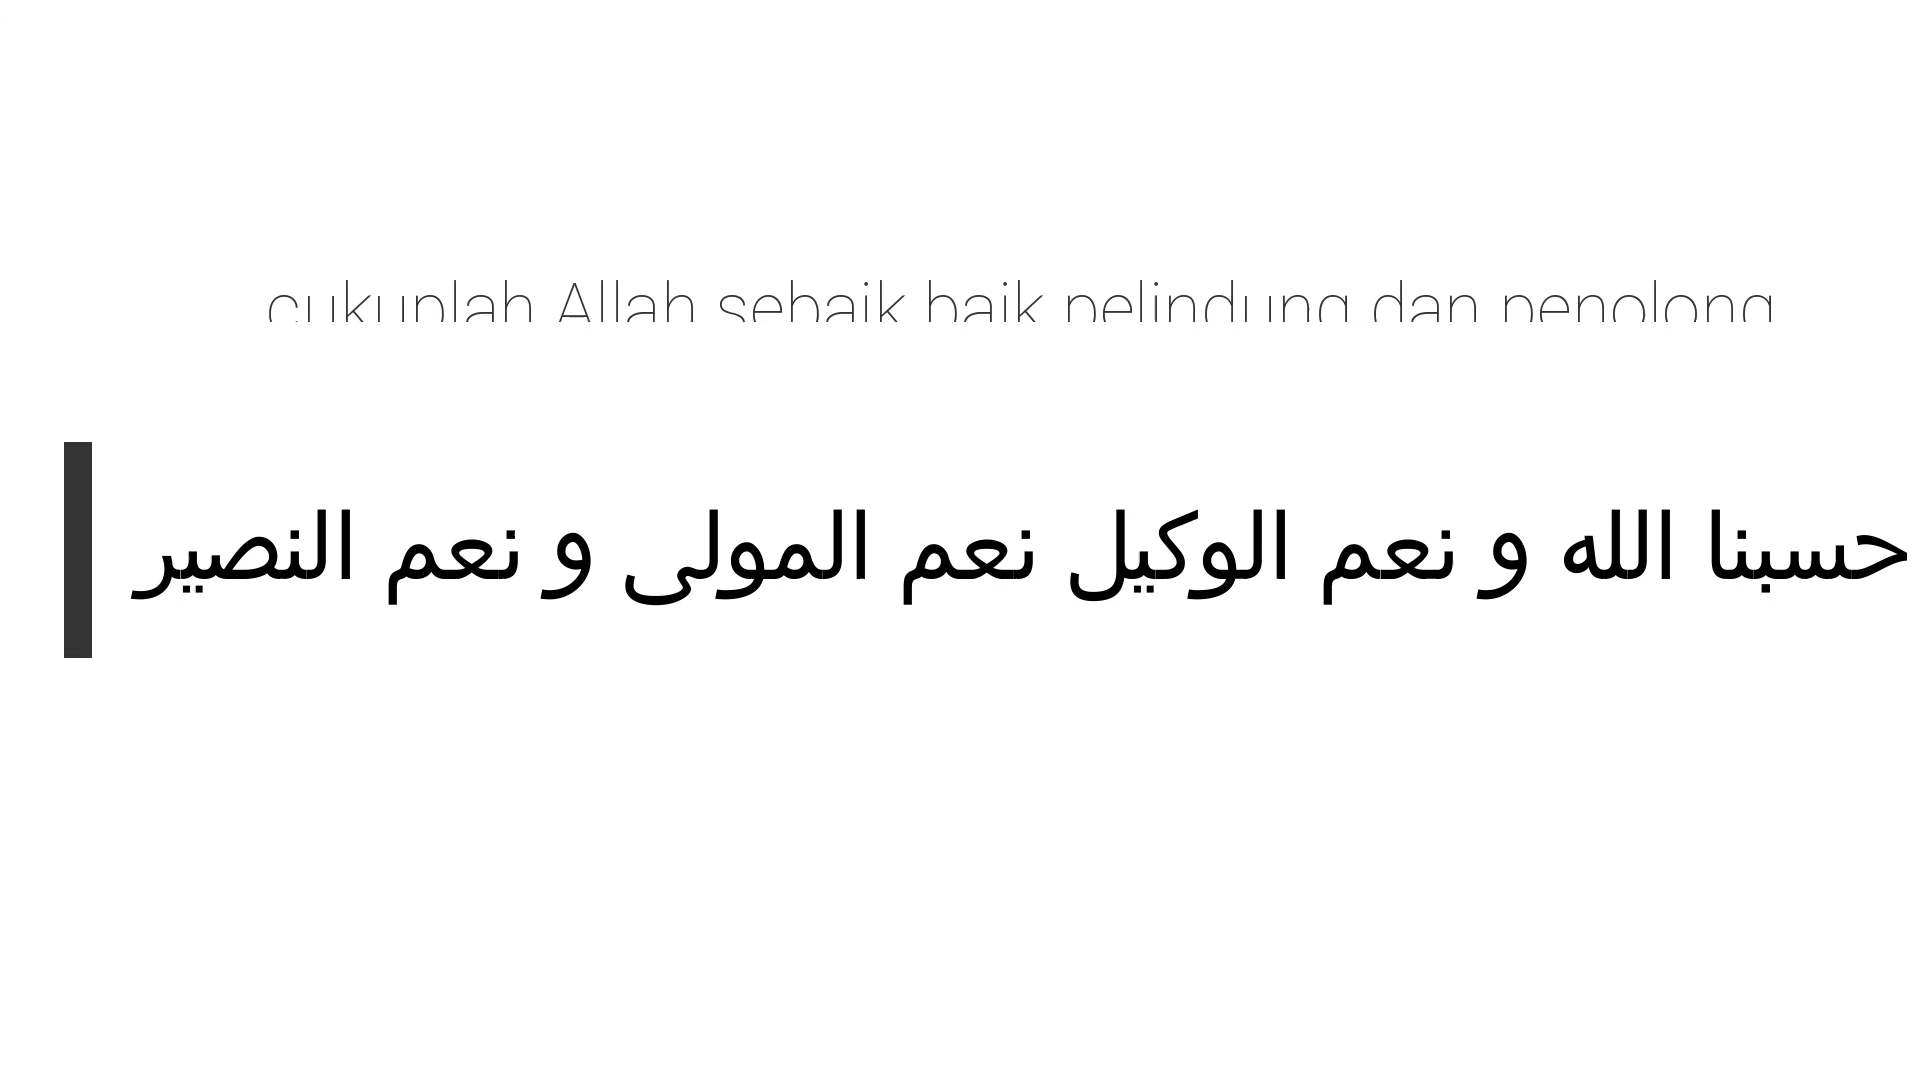 cukuplah Allah sebaik baik pelindung dan penolong
حسبنا الله و نعم الوكيل نعم المولى و نعم النصير